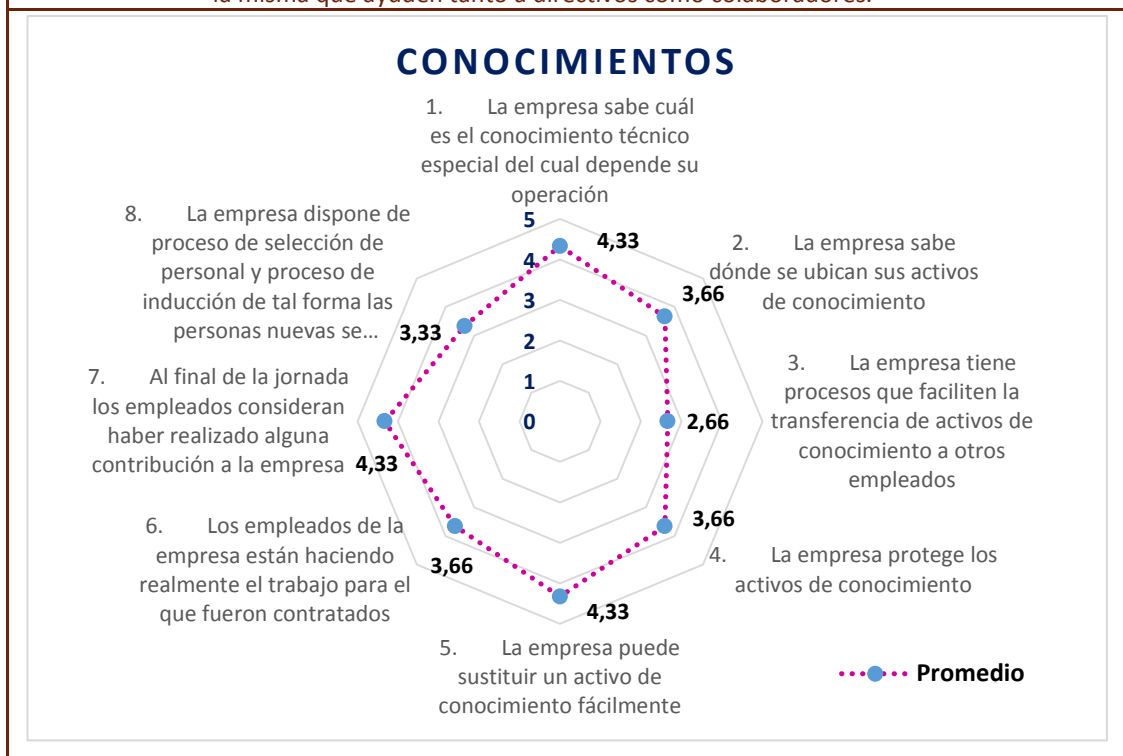 la misma que ayuden tanto a directivos como colaboradores.
CONOCIMIENTOS
1. La empresa sabe cuál
es el conocimiento técnico
especial del cual depende su
operación
2. La empresa sabe
dónde se ubican sus activos
de conocimiento
3. La empresa tiene
procesos que faciliten la
transferencia de activos de
conocimiento a otros
empleados
4. La empresa protege los
activos de conocimiento
5. La empresa puede
sustituir un activo de
conocimiento fácilmente
6. Los empleados de la
empresa están haciendo
realmente el trabajo para el
que fueron contratados
7. Al final de la jornada
los empleados consideran
haber realizado alguna
contribución a la empresa
8. La empresa dispone de
proceso de selección de
personal y proceso de
inducción de tal forma las
personas nuevas se...
5
4
3
2
1
0
4,33
3,66
2,66
3,66
4,33
3,66
4,33
3,33
Promedio